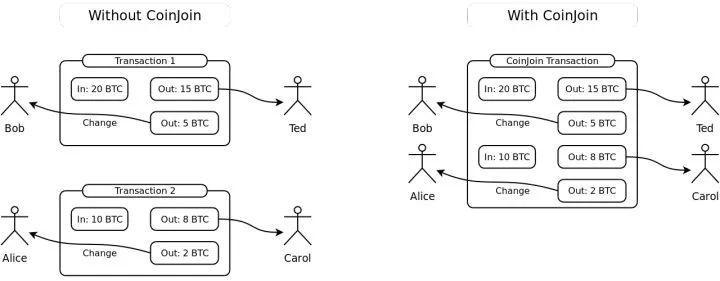 Without CoinJoin
With CoinJoin
Transaction 1
In: 20 BTC
Out: 15 BTC
Bob
Change
Out: 5 BTC
Ted
Transaction 2
In: 10 BTC
Out: 8 BTC
Alice
Change
Out: 2 BTC
Carol
CoinJoin Transaction
In: 20 BTC
Out: 15 BTC
Bob
Change
Out: 5 BTC
Ted
In: 10 BTC
Out: 8 BTC
Alice
Change
Out: 2 BTC
Carol